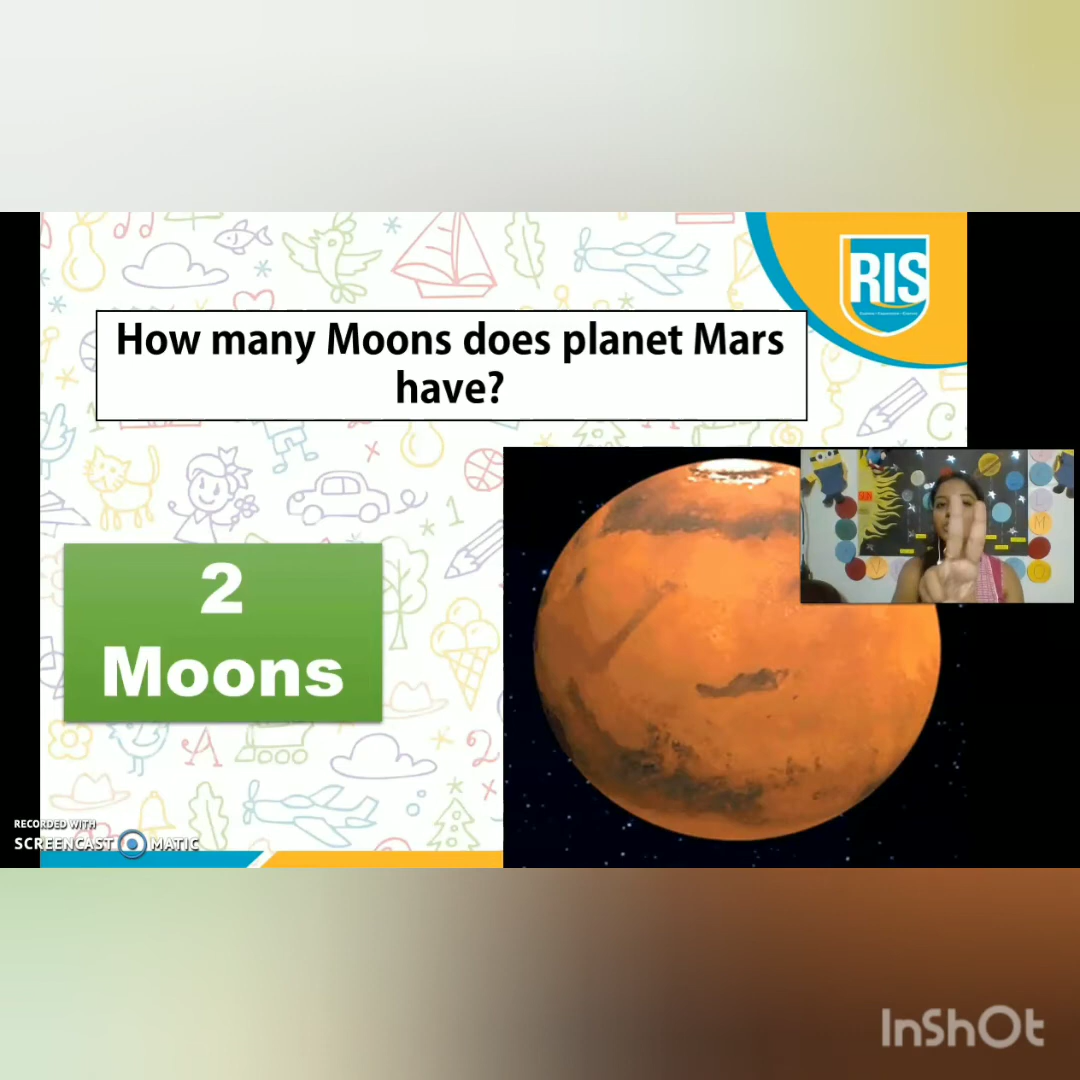 RIS
How many Moons does planet Mars
have?
2
Moons
RECORDED WITH
SCREENCAST MATIC
InShOt